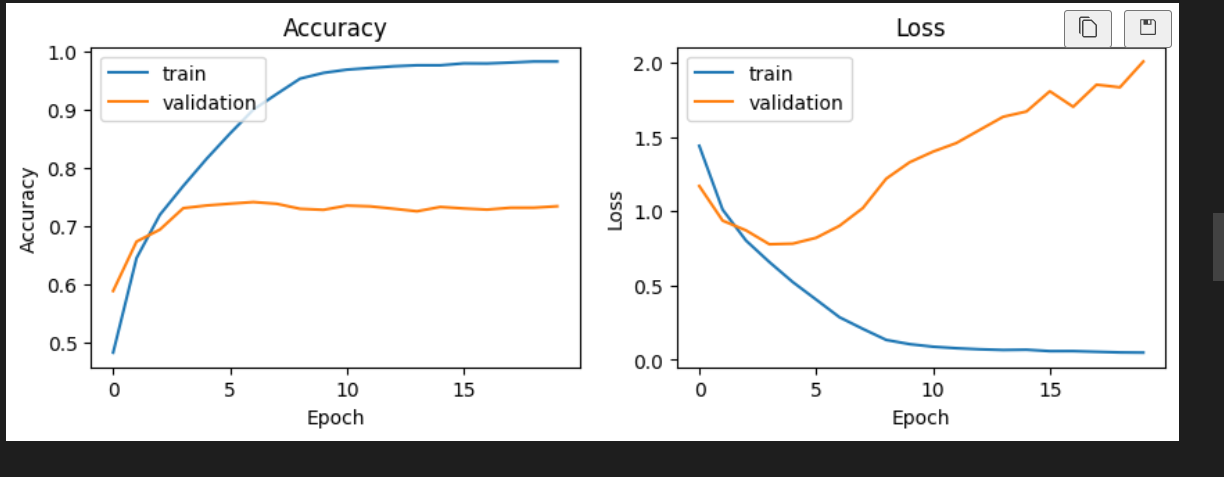 Accuracy
train
validation
1.0
0.9
0.8
0.7
0.6
0.5
Accuracy
0 5 10 15
Epoch
Loss
train
validation
2.0
1.5
1.0
0.5
0.0
Loss
0 5 10 15
Epoch